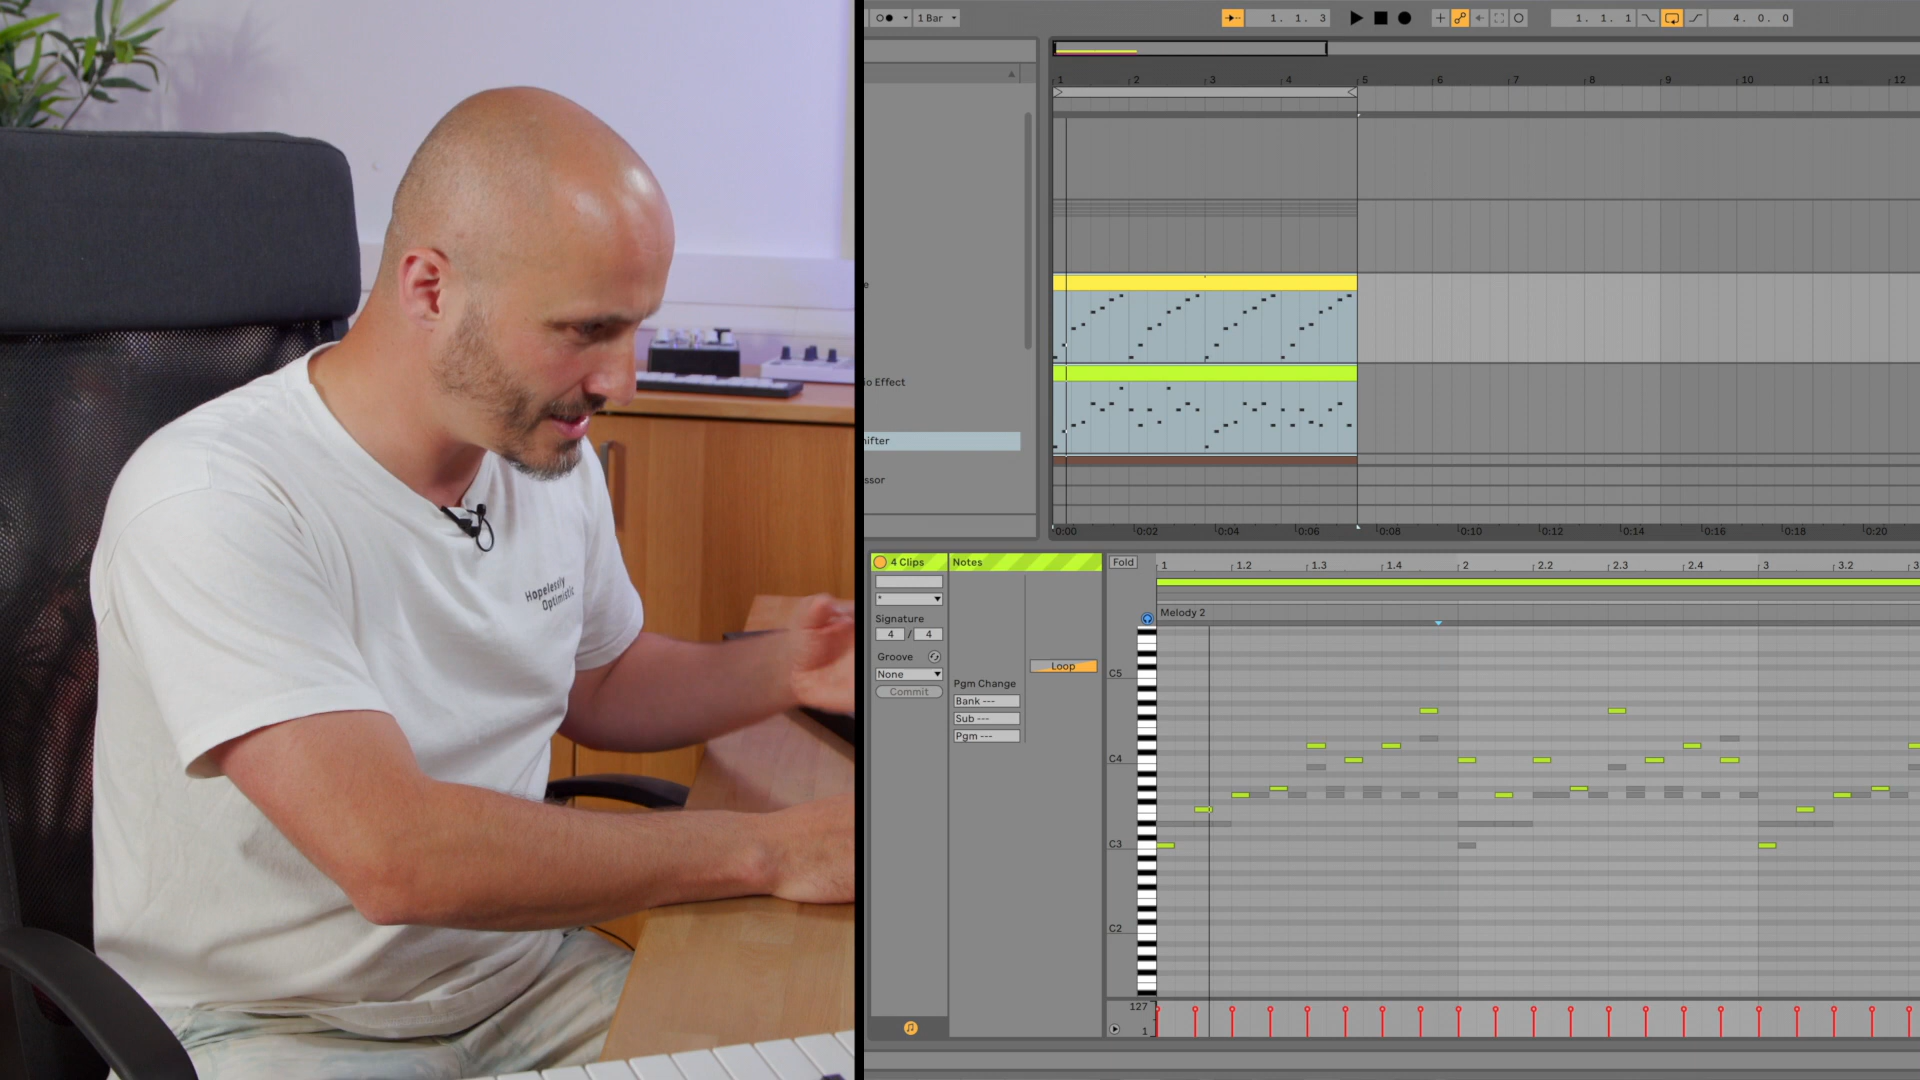 1 Bar
1. 1. 3
1. 1. 1
4. 0. 0
1 2 3 4 5 6 7 8 9 10 11 12
io Effect
ifter
ssor
0:00 0:02 0:04 0:06 0:08 0:10 0:12 0:14 0:16 0:18 0:20
4 Clips
Notes
Fold
1 1.2 1.3 1.4 2 2.2 2.3 2.4 3 3.2 3
Melody 2
*
Signature
4 / 4
Groove
None
Commit
Loop
Pgm Change
Bank ---
Sub ---
Pgm ---
C5
C4
C3
C2
127
1
Hopelessly
Optimistic